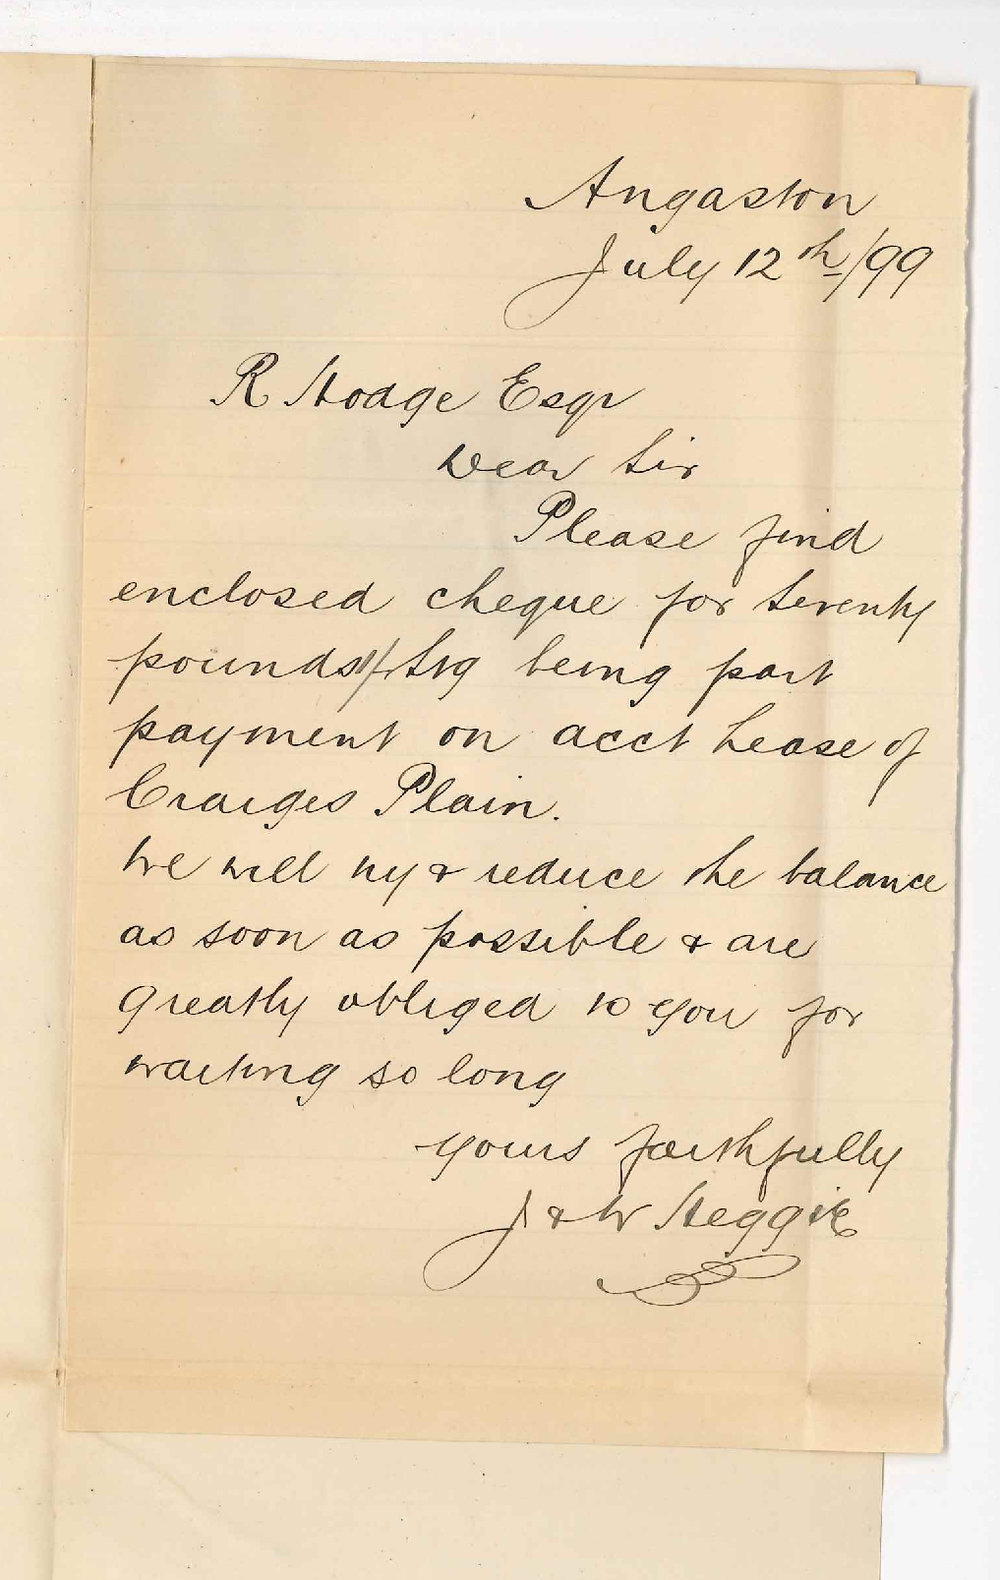 Angaston
July 12th/99
R Hodge Esqr
Dear Sir
Please find
enclosed cheque for Seventy
pounds Stg being part
payment on acct Lease of
Craiges Plain.
We will try & reduce the balance
as soon as possible & are
greatly obliged to you for
waiting so long
yours faithfully
J & W Heggie